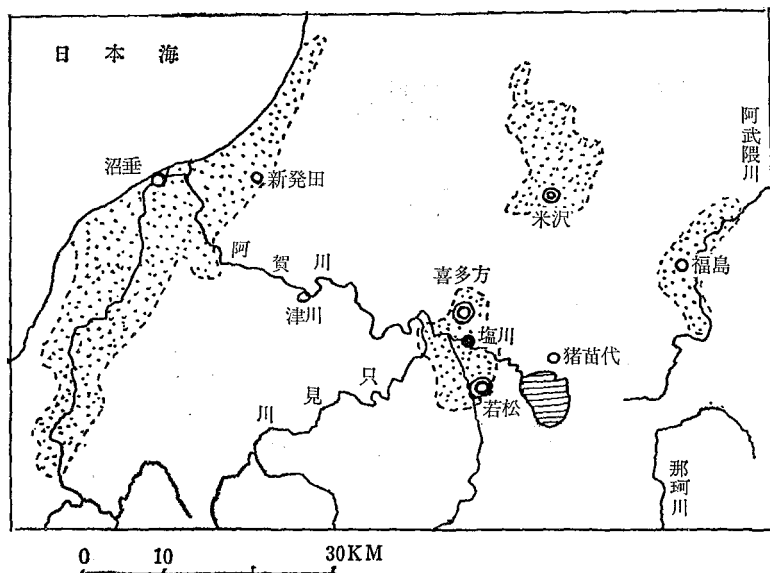 日本海
阿武隈川
沼垂
新発田
米沢
阿賀川
福島
喜多方
津川
塩川
猪苗代
只見川
若松
那珂川
0 10 30KM